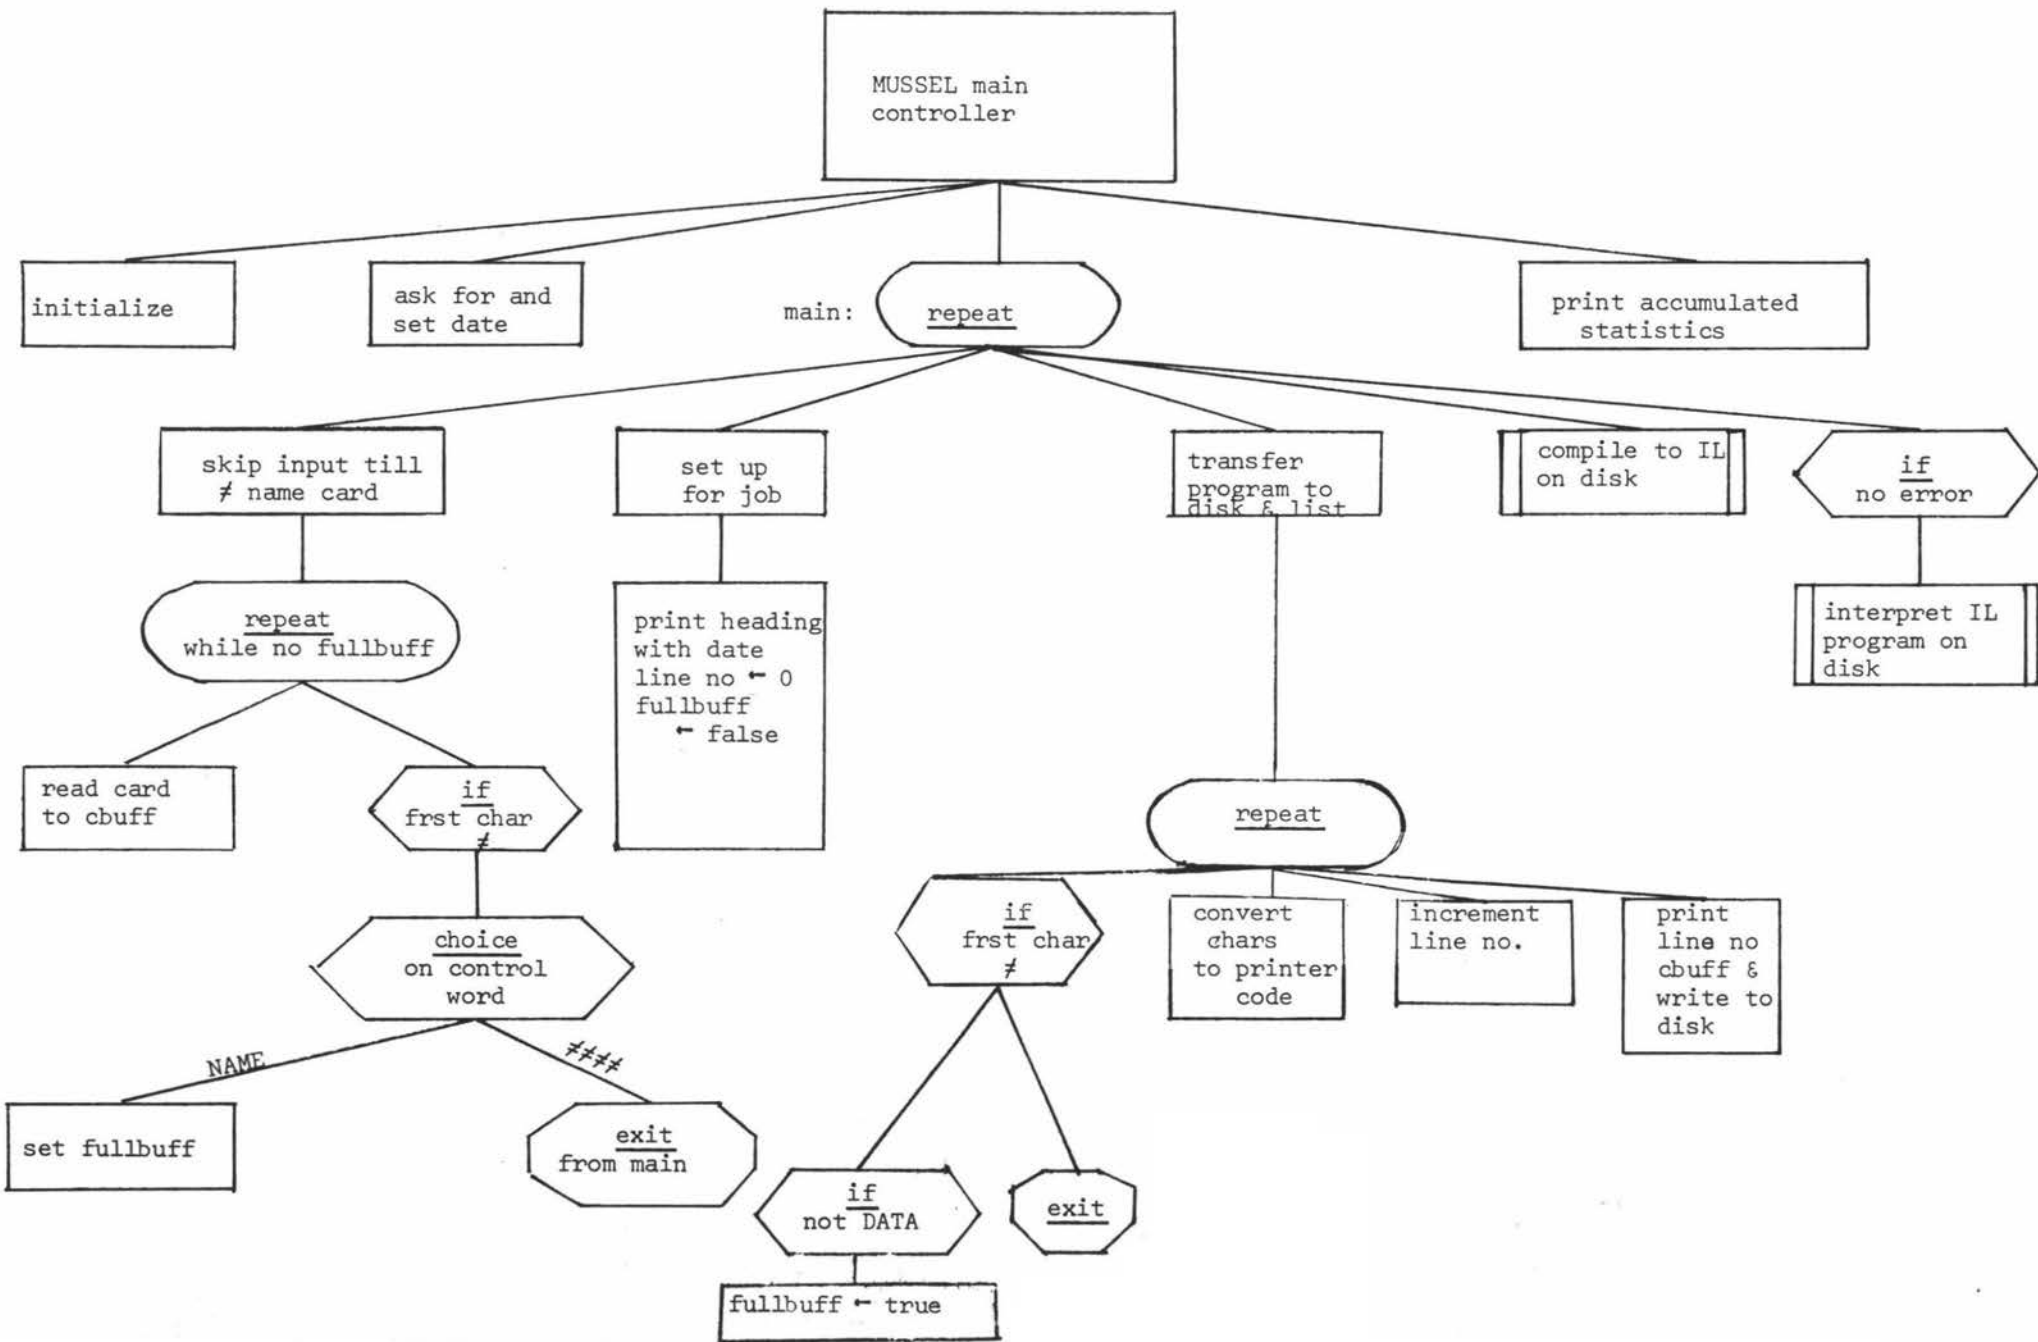 MUSSEL main
controller
initialize
ask for and
set date
main:
repeat
print accumulated
statistics
skip input till
≠ name card
set up
for job
transfer
program to
disk & list
compile to IL
on disk
if
no error
repeat
while no fullbuff
print heading
with date
line no ← 0
fullbuff
← false
interpret IL
program on
disk
read card
to cbuff
if
frst char
≠
repeat
choice
on control
word
if
frst char
≠
convert
chars
to printer
code
increment
line no.
print
line no
cbuff &
write to
disk
NAME
≠≠≠≠
set fullbuff
exit
from main
if
not DATA
exit
fullbuff ← true